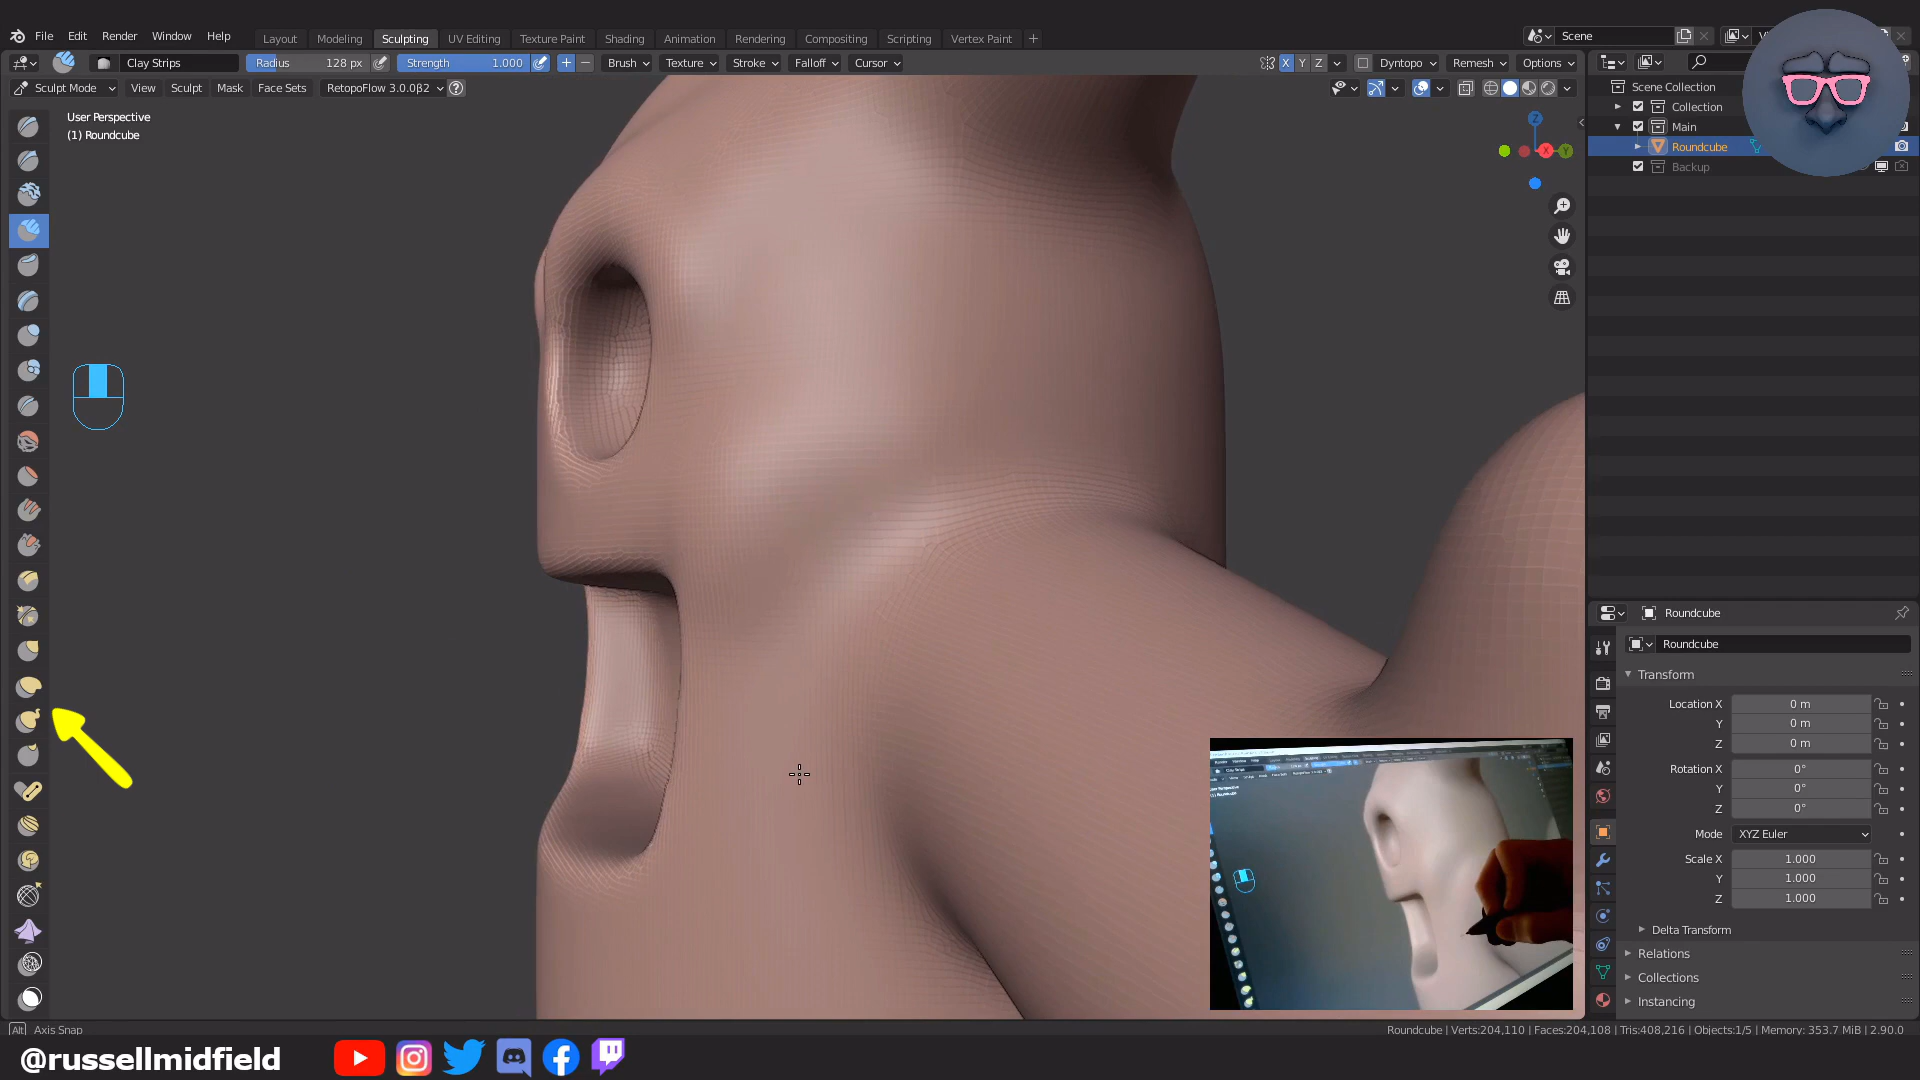 File Edit Render Window Help Layout Modeling Sculpting UV Editing Texture Paint Shading Animation Rendering Compositing Scripting Vertex Paint + Scene
Clay Strips Radius 128 px Strength 1.000 + − Brush Texture Stroke Falloff Cursor X Y Z Dyntopo Remesh Options
Sculpt Mode View Sculpt Mask Face Sets RetopoFlow 3.0.0β2 ?
User Perspective
(1) Roundcube
Z
X
Y
Scene Collection
Collection
Main
Roundcube
Backup
Roundcube
Roundcube
Transform
Location X 0 m
Y 0 m
Z 0 m
Rotation X 0°
Y 0°
Z 0°
Mode XYZ Euler
Scale X 1.000
Y 1.000
Z 1.000
Delta Transform
Relations
Collections
Instancing
Alt Axis Snap
Roundcube | Verts:204,110 | Faces:204,108 | Tris:408,216 | Objects:1/5 | Memory: 353.7 MiB | 2.90.0
@russellmidfield